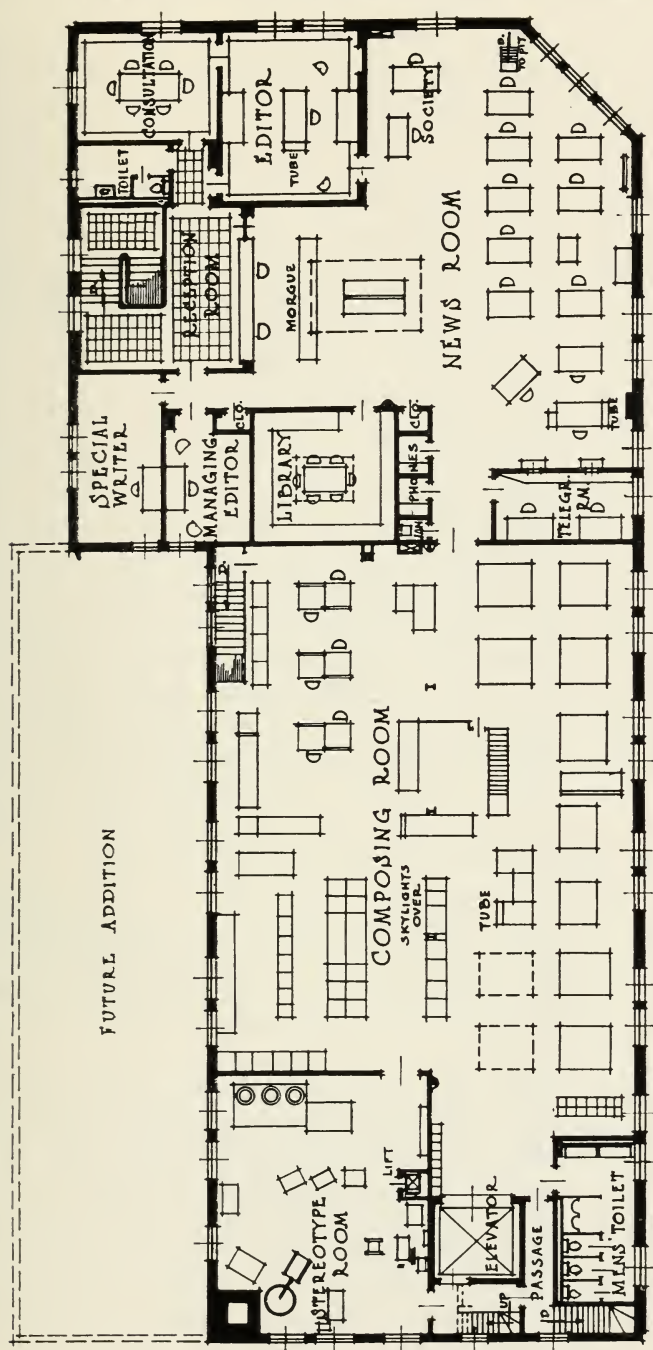 CONSULTATION
EDITOR
TUBE
SOCIETY
D.
TO PIT
TOILET
RECEPTION
ROOM
D.
MORGUE
NEWS ROOM
SPECIAL
WRITER
MANAGING
EDITOR
CLO.
LIBRARY
PHONES
CLO.
TUBE
TELEGR.
RM.
D.
COMPOSING ROOM
SKYLIGHTS
OVER
TUBE
FUTURE ADDITION
LIFT
STEREOTYPE
ROOM
ELEVATOR
PASSAGE
MENS' TOILET
UP
D